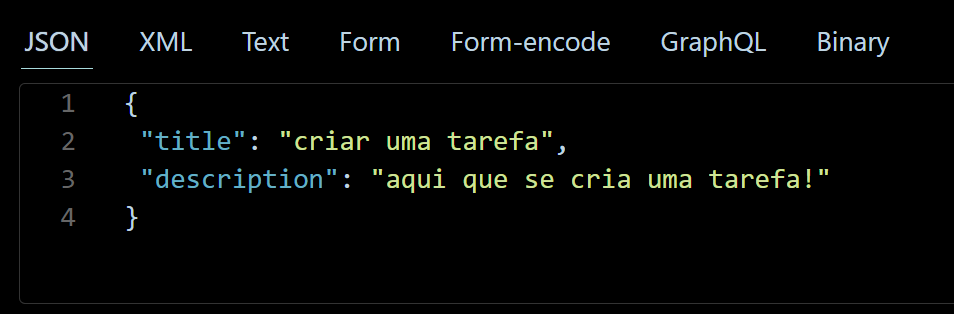 JSON XML Text Form Form-encode GraphQL Binary
1 {
2 "title": "criar uma tarefa",
3 "description": "aqui que se cria uma tarefa!"
4 }